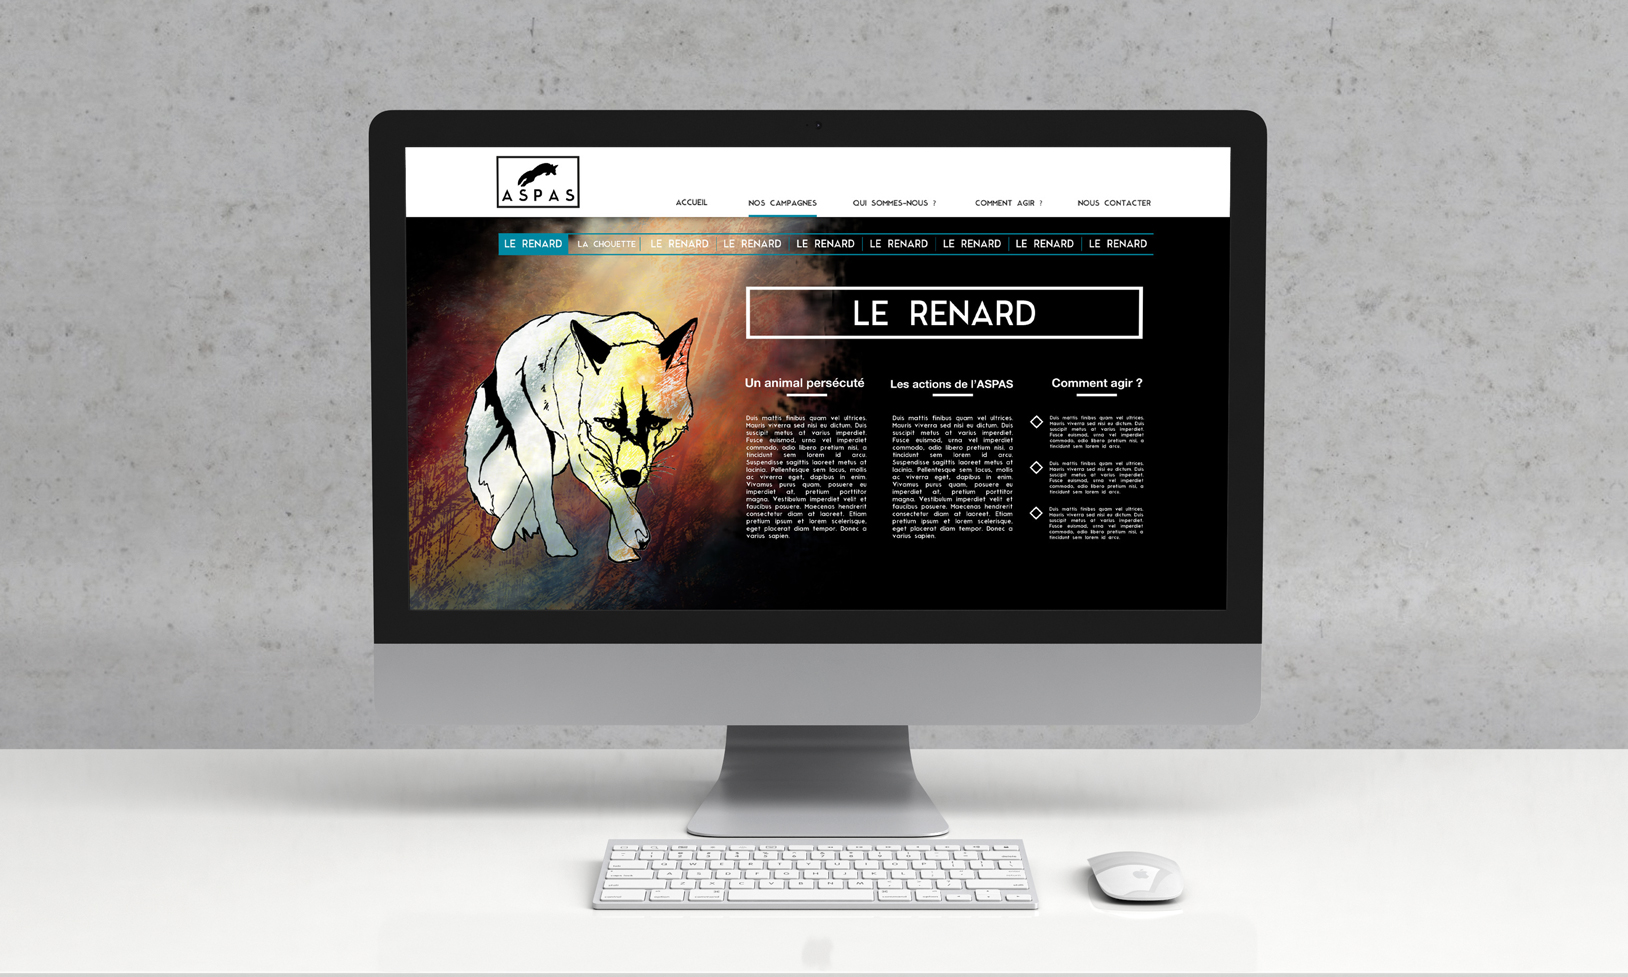 ASPAS
ACCUEIL NOS CAMPAGNES QUI SOMMES-NOUS ? COMMENT AGIR ? NOUS CONTACTER
LE RENARD LA CHOUETTE LE RENARD LE RENARD LE RENARD LE RENARD LE RENARD LE RENARD LE RENARD
LE RENARD
Un animal persécuté
Duis mattis finibus quam vel ultrices.
Mauris viverra sed nisi eu dictum. Duis
suscipit metus at varius imperdiet.
Fusce euismod, urna vel imperdiet
commodo, odio libero pretium nisi, a
tincidunt sem lorem id arcu.
Suspendisse sagittis laoreet metus at
lacinia. Pellentesque sem lacus, mollis
ac viverra eget, dapibus in enim.
Vivamus purus quam, posuere eu
imperdiet at, pretium porttitor
magna. Vestibulum imperdiet velit et
faucibus posuere. Maecenas hendrerit
consectetur diam at laoreet. Etiam
pretium ipsum et lorem scelerisque,
eget placerat diam tempor. Donec a
varius sapien.
Les actions de l'ASPAS
Duis mattis finibus quam vel ultrices.
Mauris viverra sed nisi eu dictum. Duis
suscipit metus at varius imperdiet.
Fusce euismod, urna vel imperdiet
commodo, odio libero pretium nisi, a
tincidunt sem lorem id arcu.
Suspendisse sagittis laoreet metus at
lacinia. Pellentesque sem lacus, mollis
ac viverra eget, dapibus in enim.
Vivamus purus quam, posuere eu
imperdiet at, pretium porttitor
magna. Vestibulum imperdiet velit et
faucibus posuere. Maecenas hendrerit
consectetur diam at laoreet. Etiam
pretium ipsum et lorem scelerisque,
eget placerat diam tempor. Donec a
varius sapien.
Comment agir ?
Duis mattis finibus quam vel ultrices.
Mauris viverra sed nisi eu dictum. Duis
suscipit metus at varius imperdiet.
Fusce euismod, urna vel imperdiet
commodo, odio libero pretium nisi, a
tincidunt sem lorem id arcu.
Duis mattis finibus quam vel ultrices.
Mauris viverra sed nisi eu dictum. Duis
suscipit metus at varius imperdiet.
Fusce euismod, urna vel imperdiet
commodo, odio libero pretium nisi, a
tincidunt sem lorem id arcu.
Duis mattis finibus quam vel ultrices.
Mauris viverra sed nisi eu dictum. Duis
suscipit metus at varius imperdiet.
Fusce euismod, urna vel imperdiet
commodo, odio libero pretium nisi, a
tincidunt sem lorem id arcu.
Q W E R T Y U I O P
A S D F G H J K L
Z X C V B N M